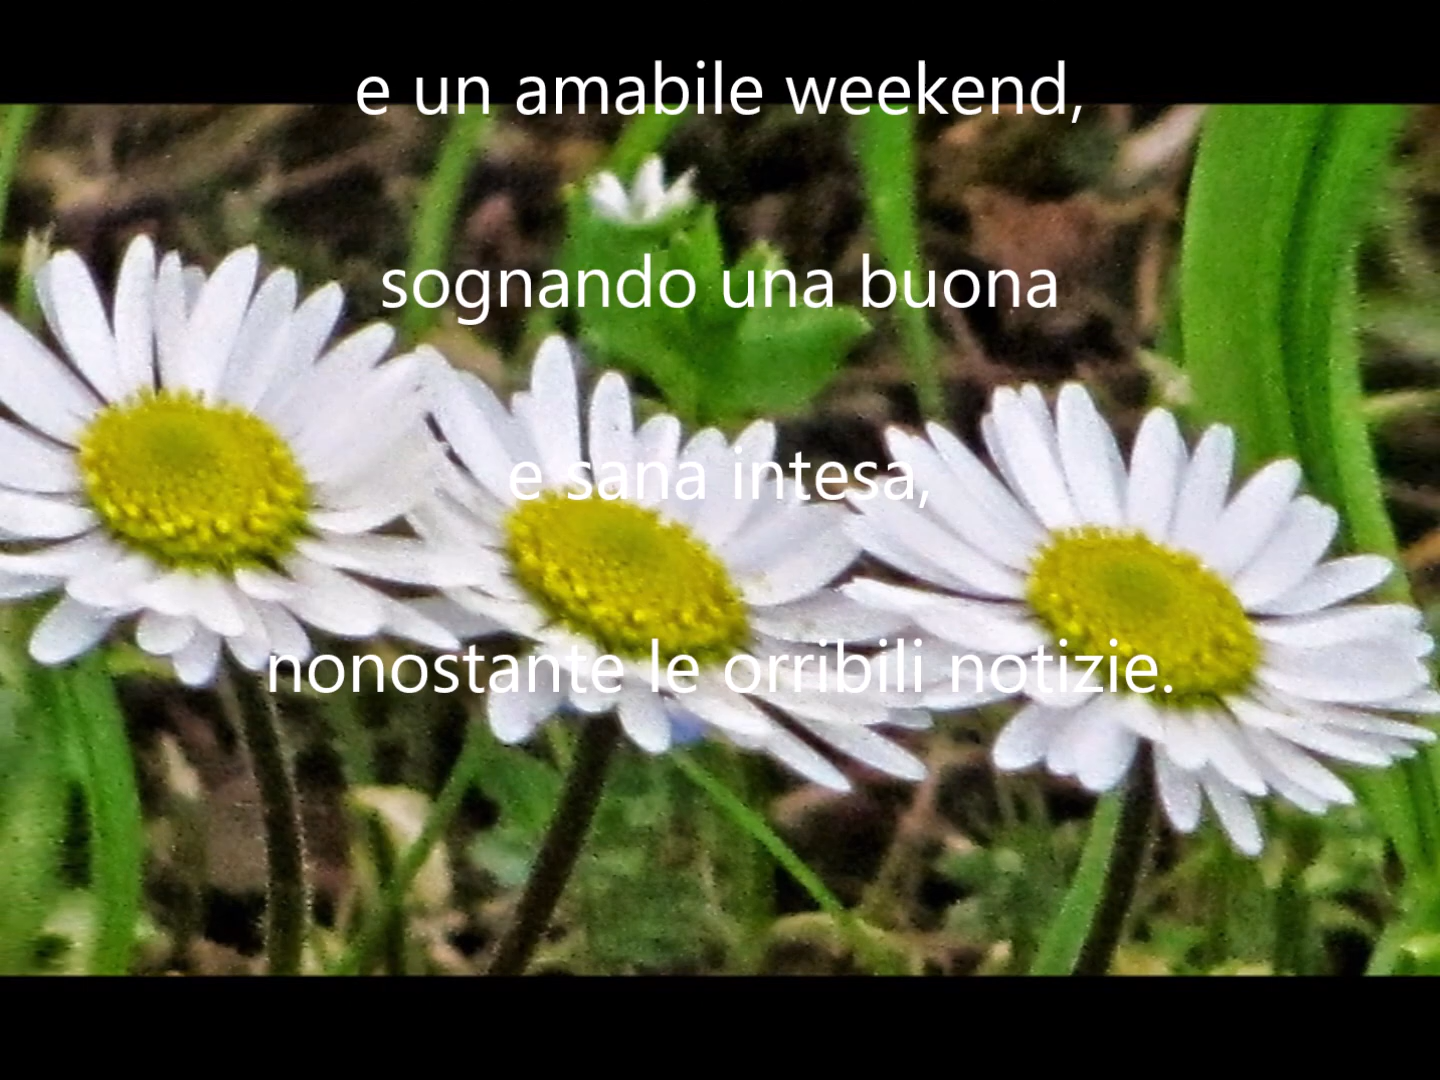 e un amabile weekend,
sognando una buona
e sana intesa,
nonostante le orribili notizie.